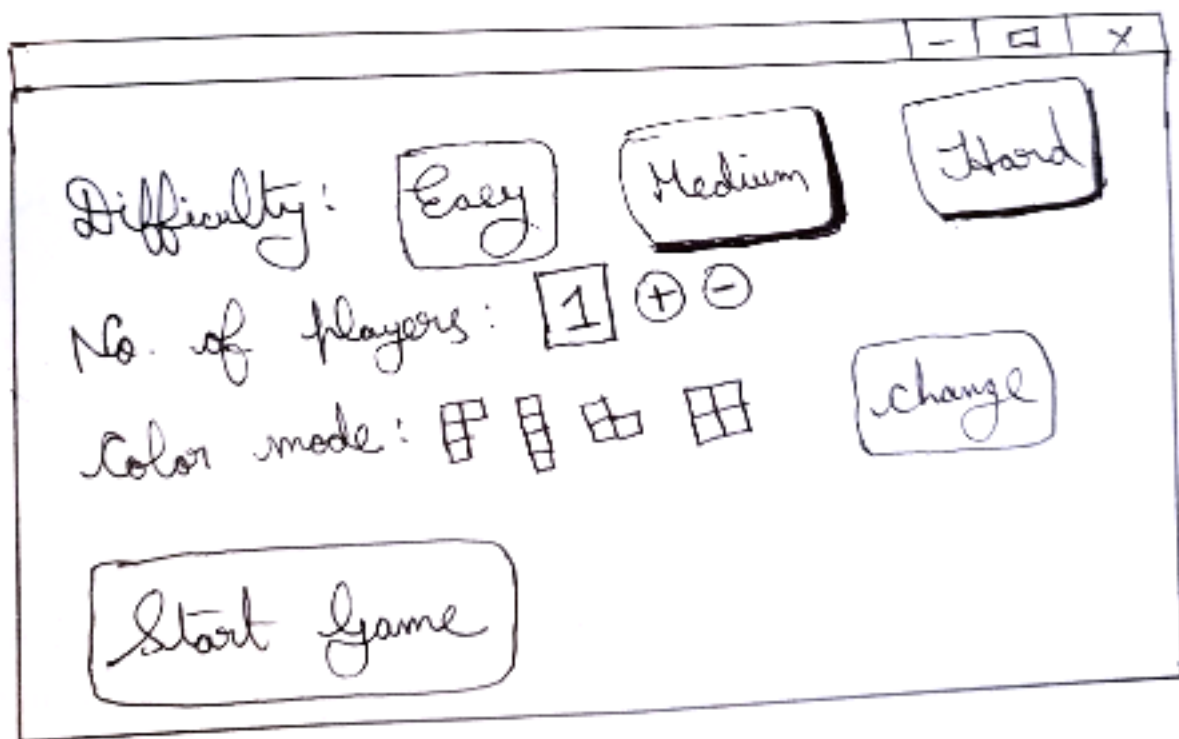 Difficulty: Easy Medium Hard
No. of players: 1 + -
Color mode: change
Start Game